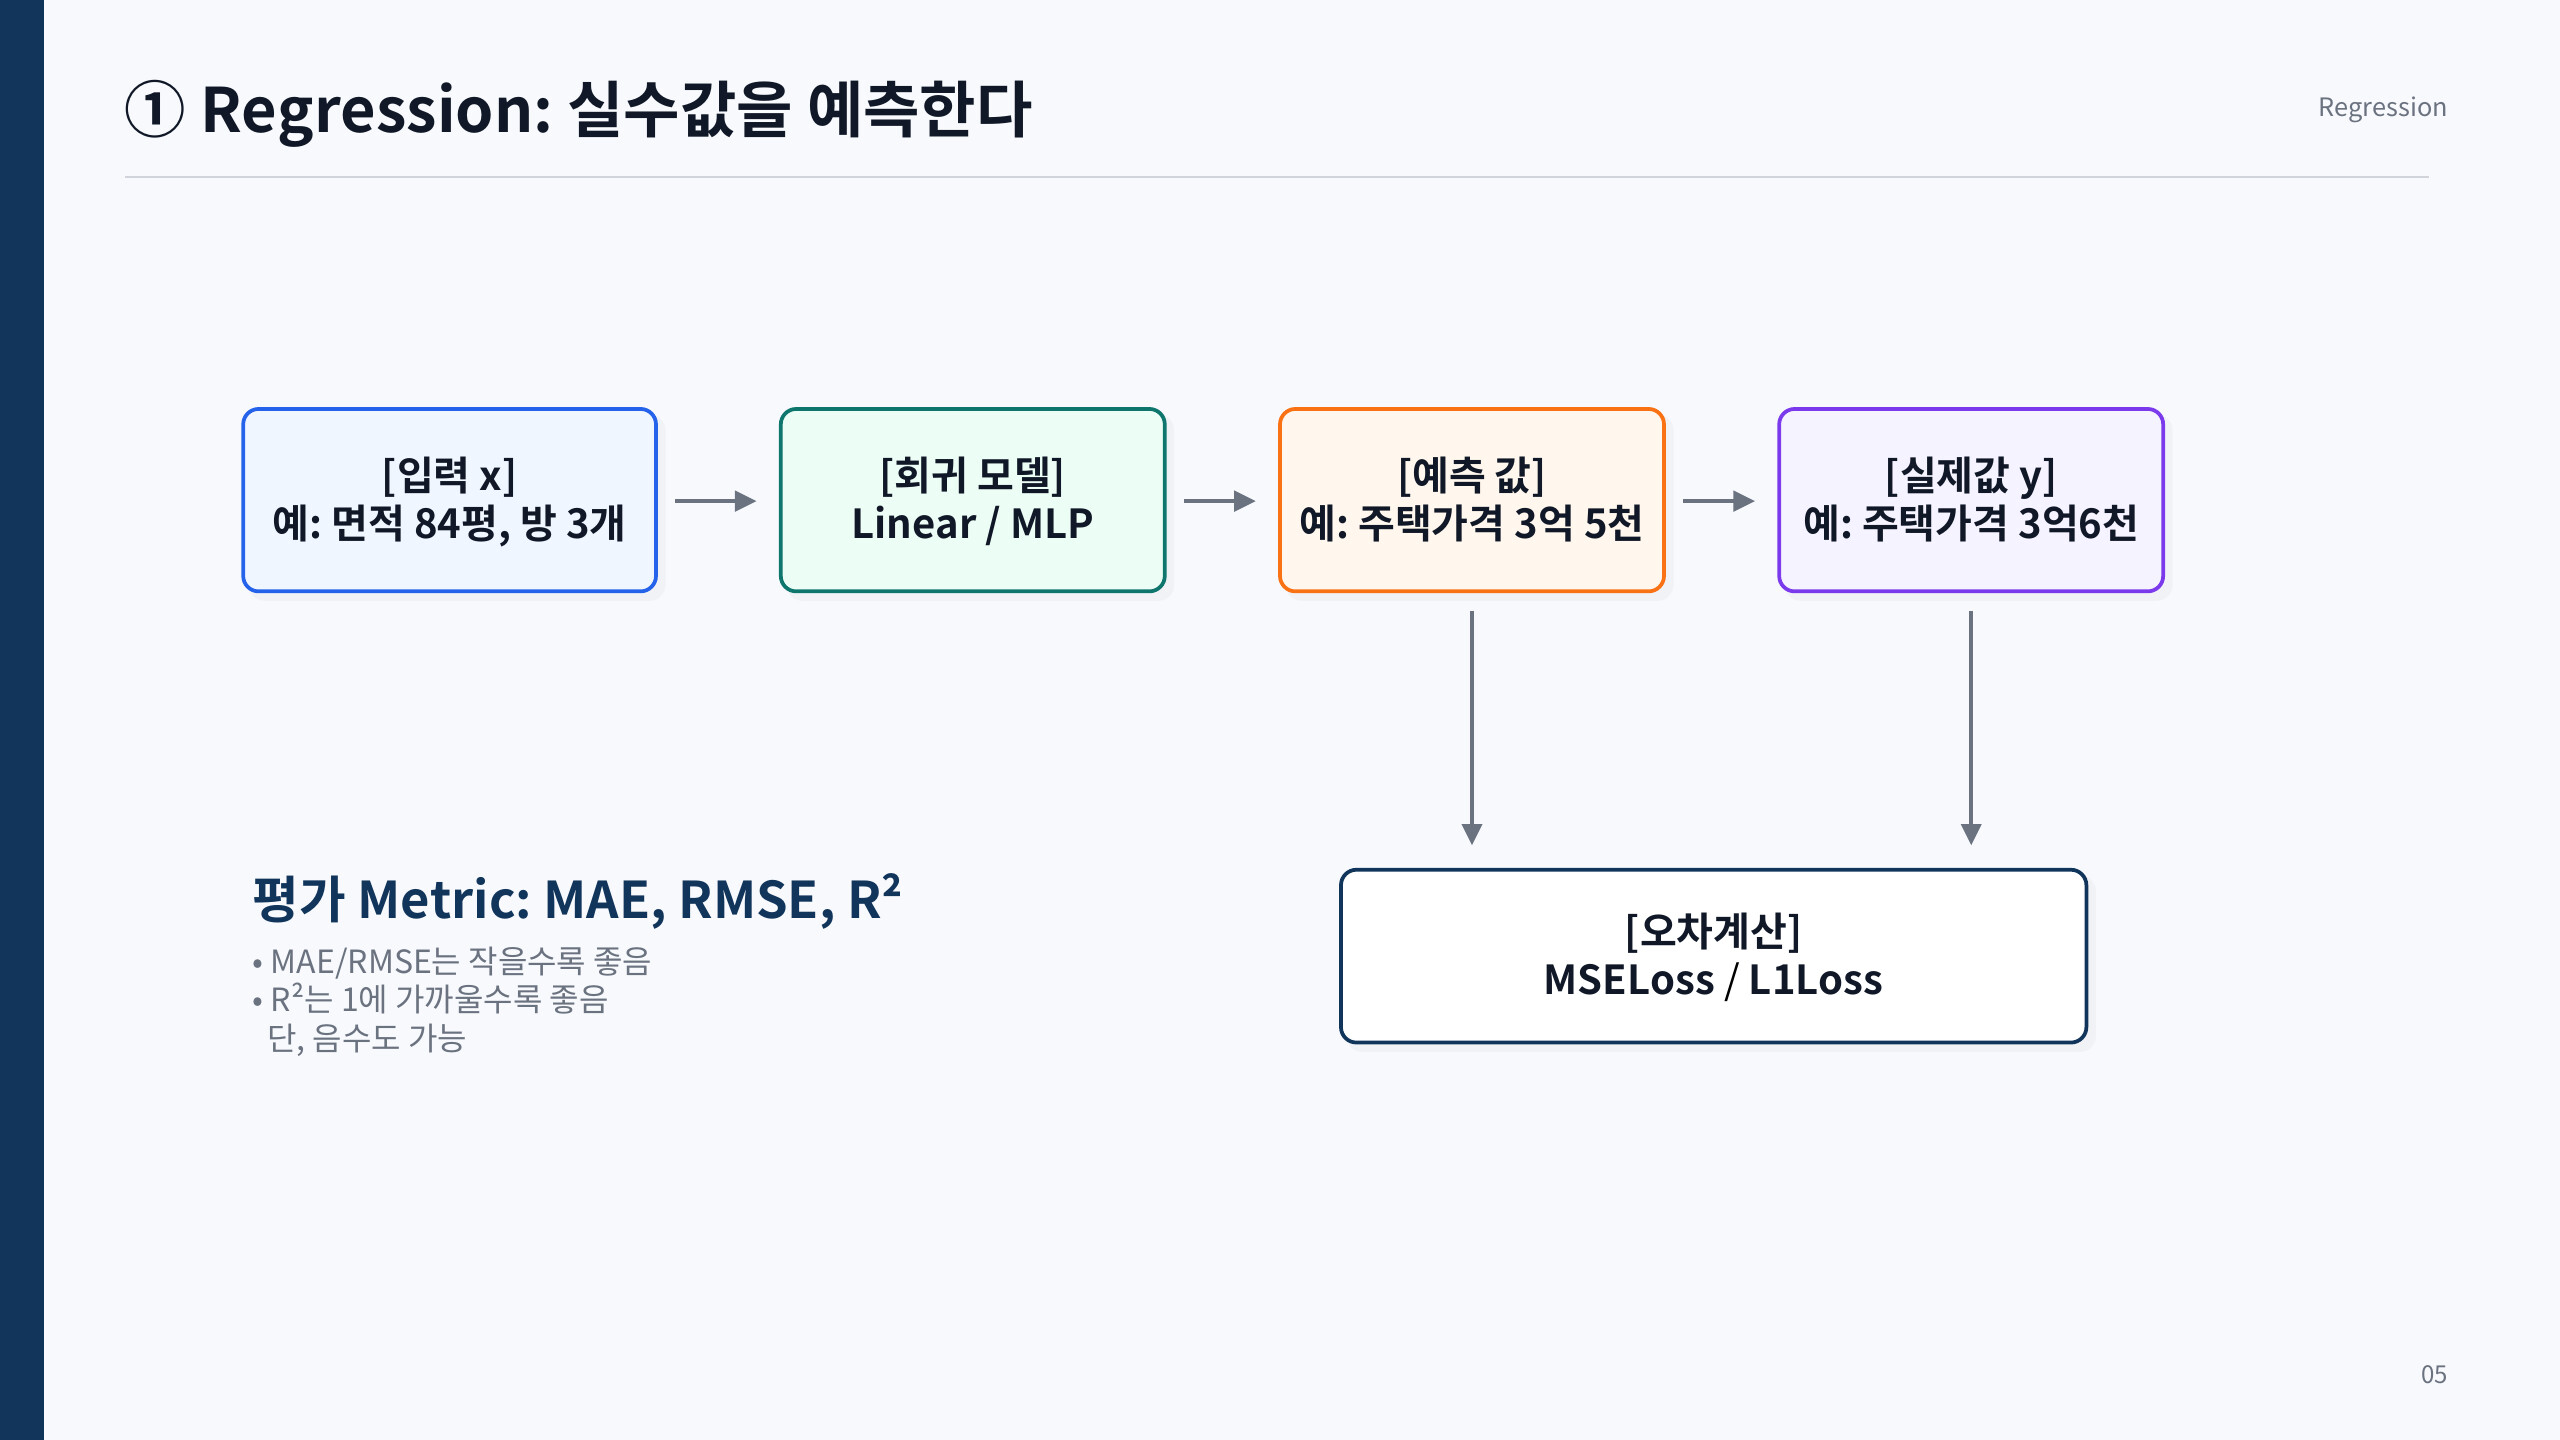 ① Regression: 실수값을 예측한다
Regression
[입력 x]
예: 면적 84평, 방 3개
[회귀 모델]
Linear / MLP
[예측 값]
예: 주택가격 3억 5천
[실제값 y]
예: 주택가격 3억6천
평가 Metric: MAE, RMSE, R²
• MAE/RMSE는 작을수록 좋음
• R²는 1에 가까울수록 좋음
단, 음수도 가능
[오차계산]
MSELoss / L1Loss
05